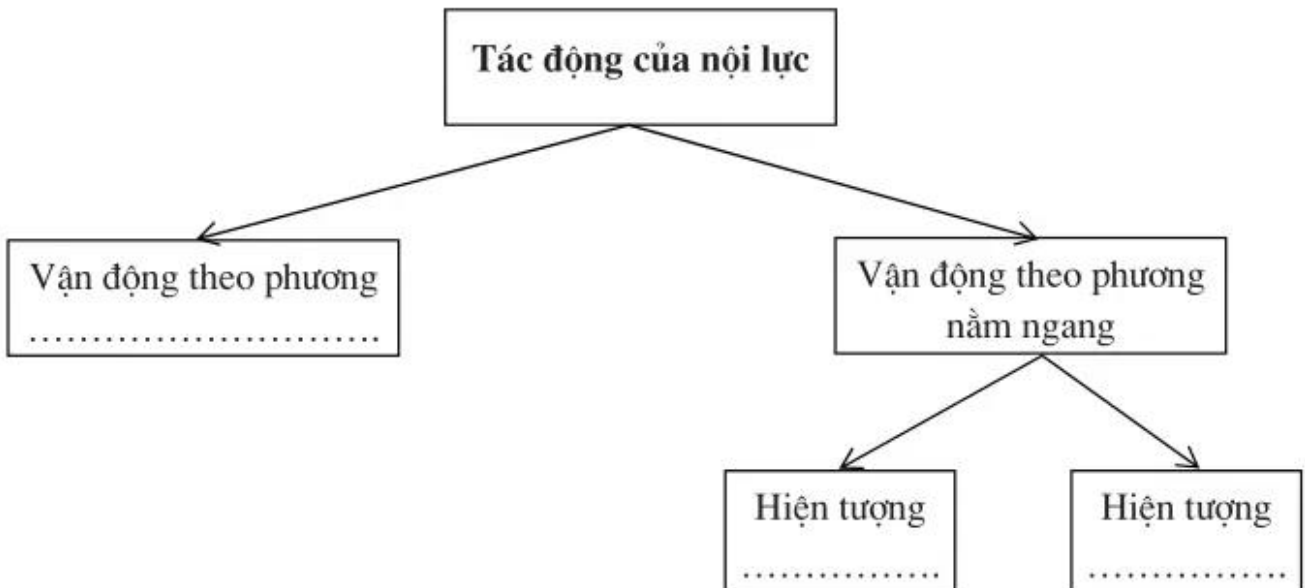 Tác động của nội lực
Vận động theo phương
............................
Vận động theo phương
nằm ngang
Hiện tượng
................
Hiện tượng
................